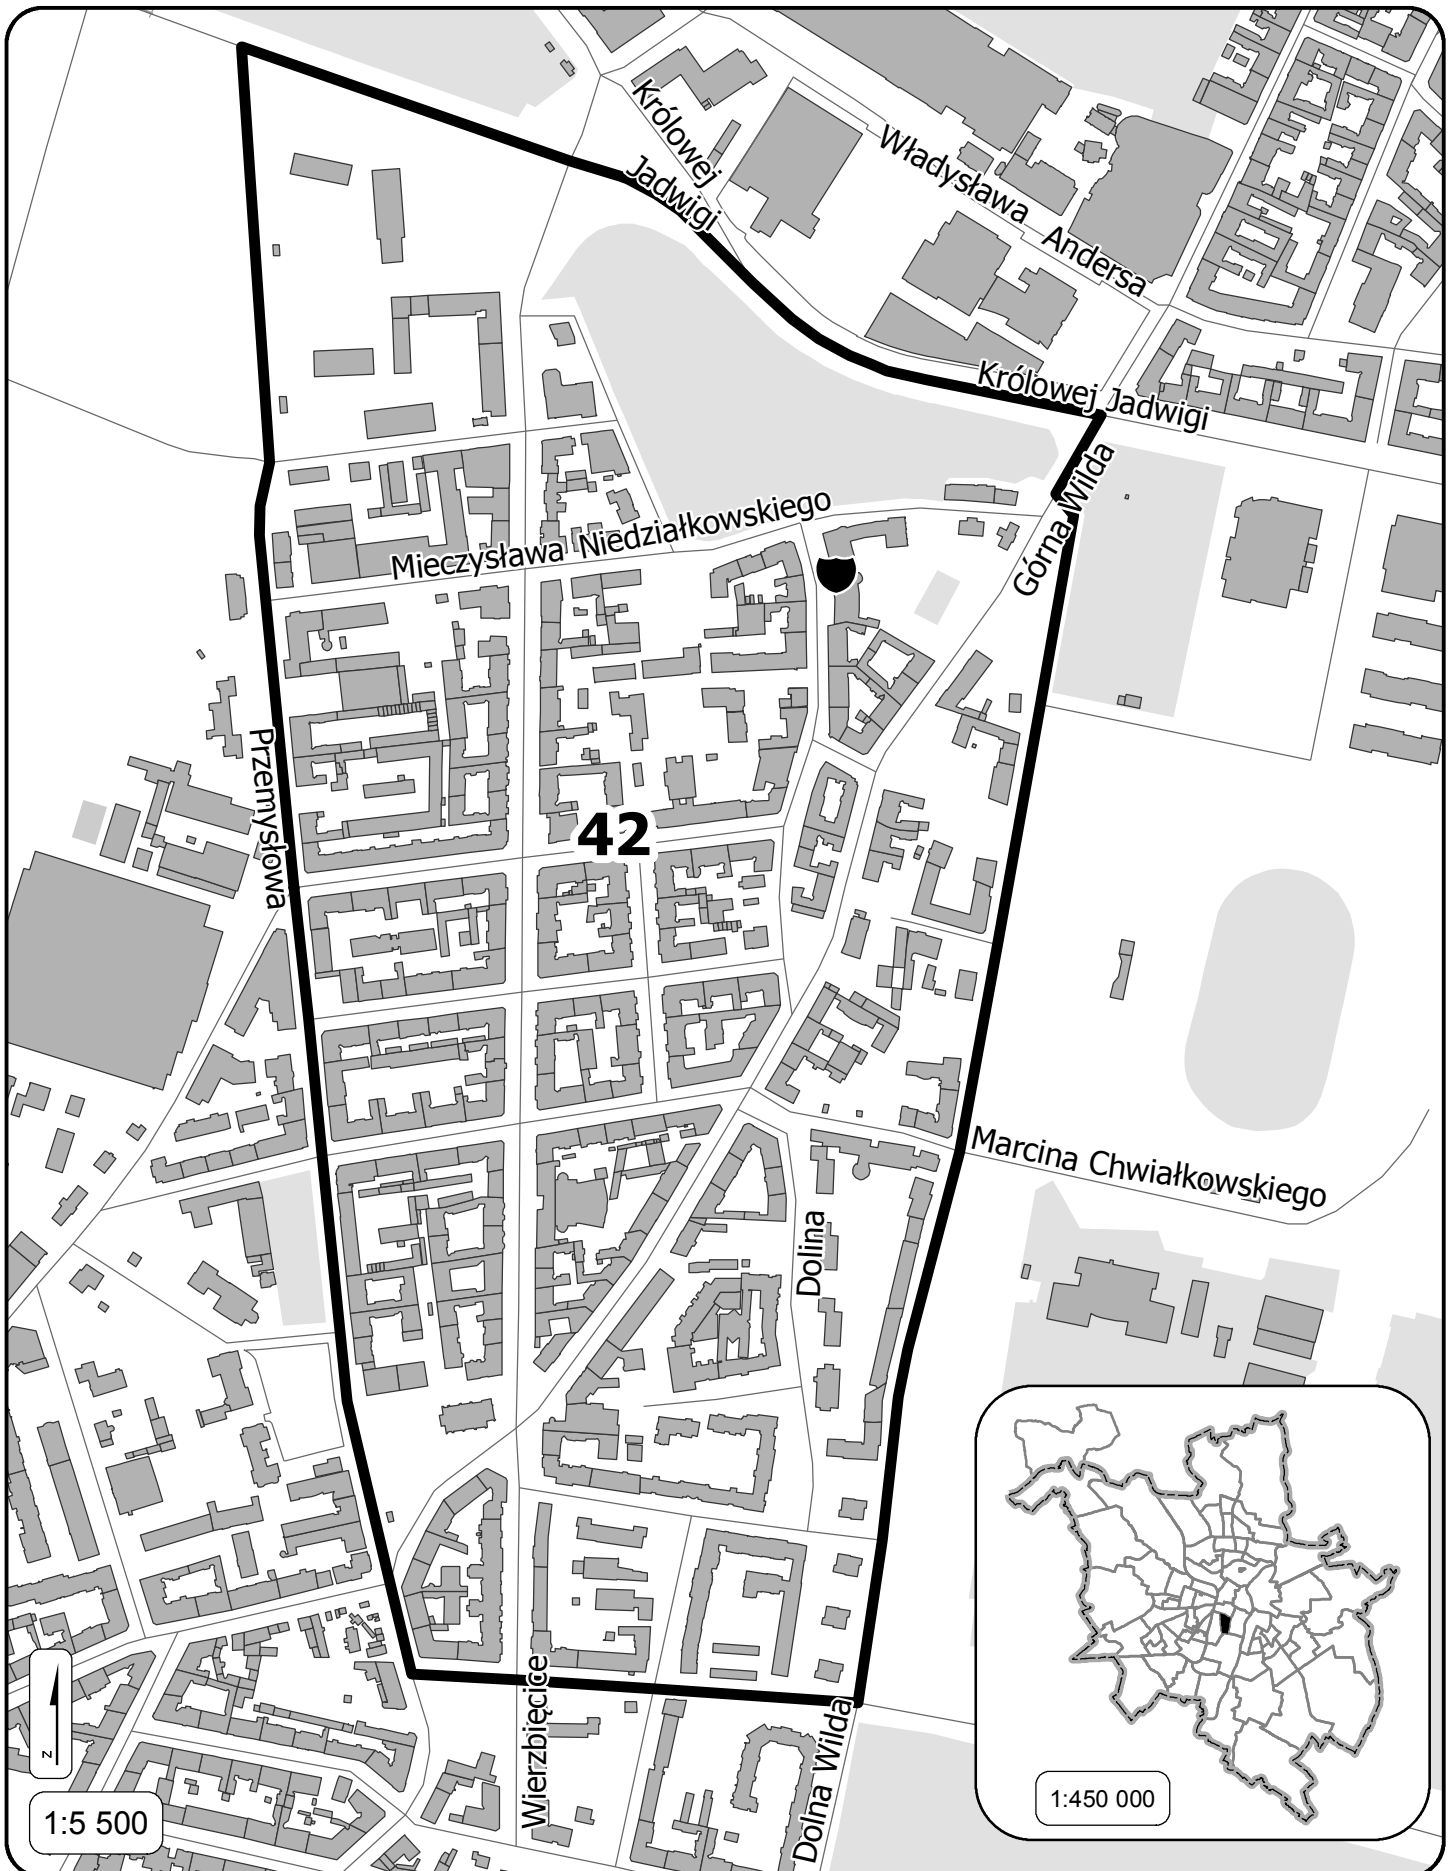 Królowej
Jadwigi
Władysława Andersa
Królowej Jadwigi
Górna Wilda
Mieczysława Niedziałkowskiego
Przemysłowa
42
Marcina Chwiałkowskiego
Dolina
Wierzbięcice
Dolna Wilda
N
1:5 500
1:450 000